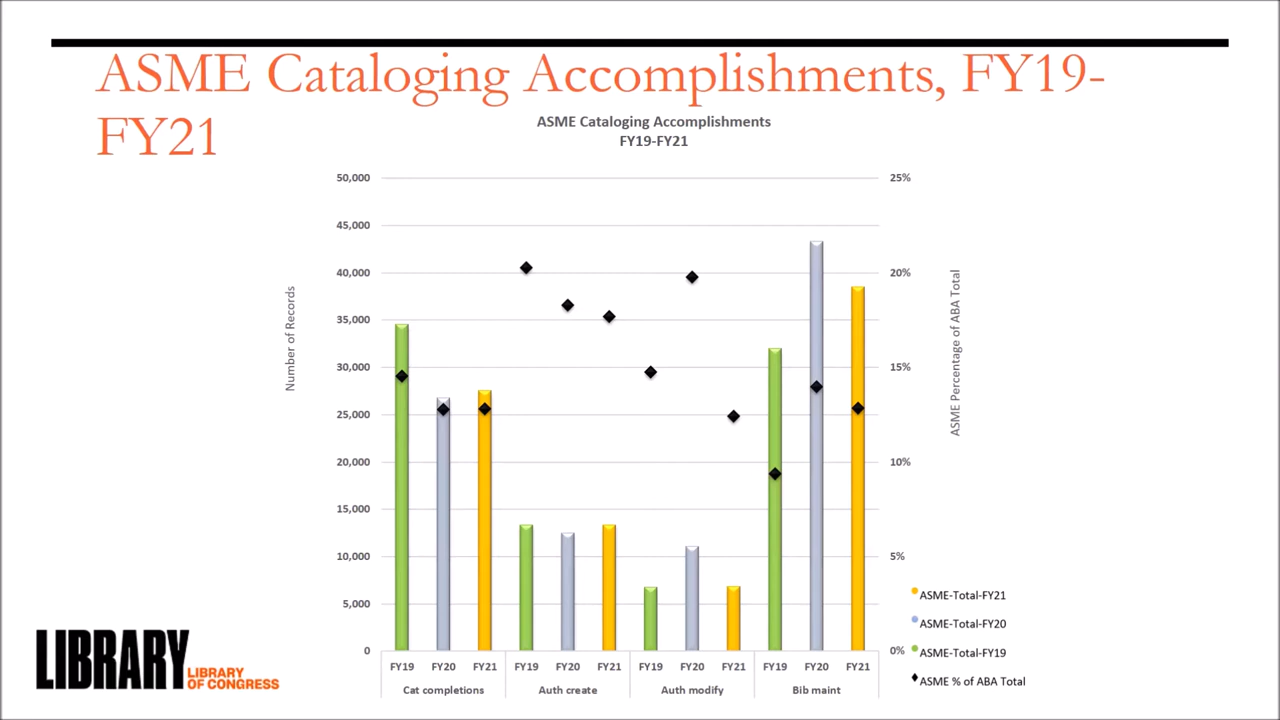 ASME Cataloging Accomplishments, FY19-
FY21
ASME Cataloging Accomplishments
FY19-FY21
Number of Records
50,000
45,000
40,000
35,000
30,000
25,000
20,000
15,000
10,000
5,000
0
25%
20%
15%
10%
5%
0%
ASME Percentage of ABA Total
FY19 FY20 FY21 FY19 FY20 FY21 FY19 FY20 FY21 FY19 FY20 FY21
Cat completions Auth create Auth modify Bib maint
ASME-Total-FY21
ASME-Total-FY20
ASME-Total-FY19
ASME % of ABA Total
LIBRARY
LIBRARY
OF CONGRESS